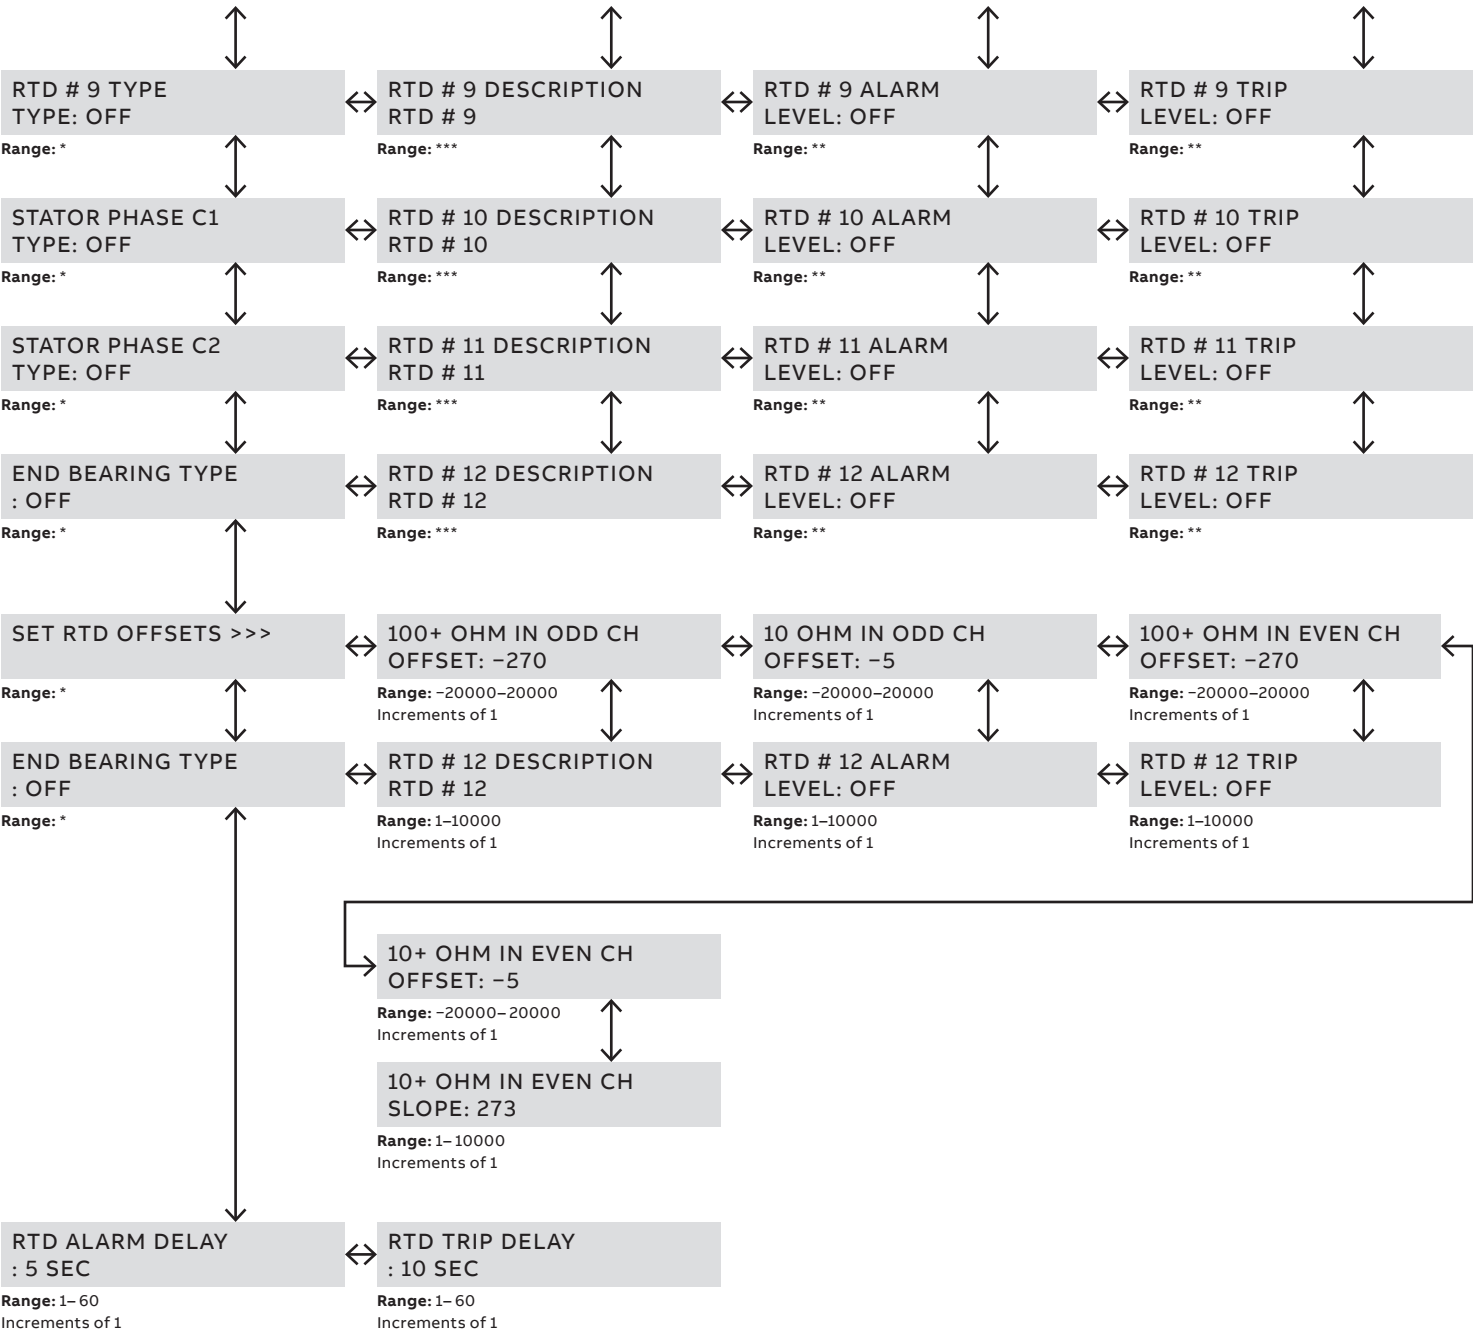 RTD # 9 TYPE
TYPE: OFF
Range: *
RTD # 9 DESCRIPTION
RTD # 9
Range: ***
RTD # 9 ALARM
LEVEL: OFF
Range: **
RTD # 9 TRIP
LEVEL: OFF
Range: **
STATOR PHASE C1
TYPE: OFF
Range: *
RTD # 10 DESCRIPTION
RTD # 10
Range: ***
RTD # 10 ALARM
LEVEL: OFF
Range: **
RTD # 10 TRIP
LEVEL: OFF
Range: **
STATOR PHASE C2
TYPE: OFF
Range: *
RTD # 11 DESCRIPTION
RTD # 11
Range: ***
RTD # 11 ALARM
LEVEL: OFF
Range: **
RTD # 11 TRIP
LEVEL: OFF
Range: **
END BEARING TYPE
: OFF
Range: *
RTD # 12 DESCRIPTION
RTD # 12
Range: ***
RTD # 12 ALARM
LEVEL: OFF
Range: **
RTD # 12 TRIP
LEVEL: OFF
Range: **
SET RTD OFFSETS >>>
Range: *
100+ OHM IN ODD CH
OFFSET: −270
Range: −20000–20000
Increments of 1
10 OHM IN ODD CH
OFFSET: −5
Range: −20000–20000
Increments of 1
100+ OHM IN EVEN CH
OFFSET: −270
Range: −20000–20000
Increments of 1
END BEARING TYPE
: OFF
Range: *
RTD # 12 DESCRIPTION
RTD # 12
Range: 1–10000
Increments of 1
RTD # 12 ALARM
LEVEL: OFF
Range: 1–10000
Increments of 1
RTD # 12 TRIP
LEVEL: OFF
Range: 1–10000
Increments of 1
10+ OHM IN EVEN CH
OFFSET: −5
Range: −20000– 20000
Increments of 1
10+ OHM IN EVEN CH
SLOPE: 273
Range: 1– 10000
Increments of 1
RTD ALARM DELAY
: 5 SEC
Range: 1– 60
Increments of 1
RTD TRIP DELAY
: 10 SEC
Range: 1– 60
Increments of 1